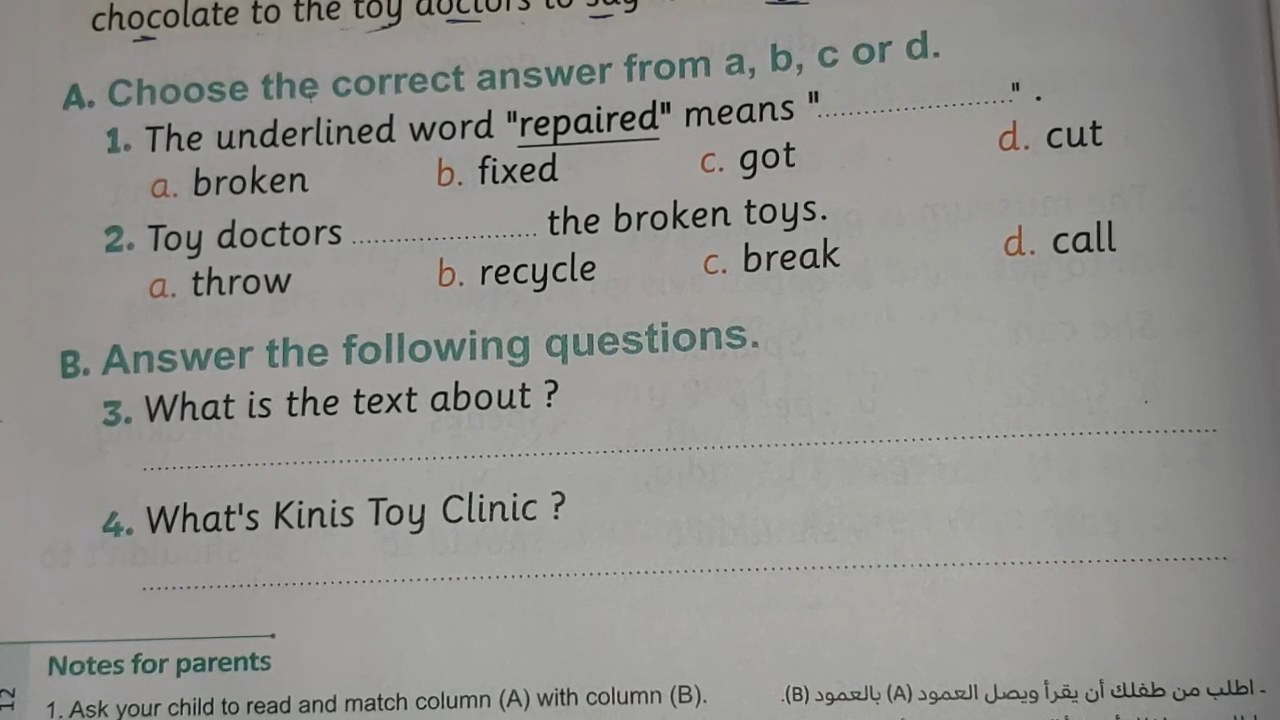 chocolate to the toy doctors to say
A. Choose the correct answer from a, b, c or d.
1. The underlined word "repaired" means "....................".
a. broken b. fixed c. got d. cut
2. Toy doctors .................... the broken toys.
a. throw b. recycle c. break d. call
B. Answer the following questions.
3. What is the text about ?
4. What's Kinis Toy Clinic ?
Notes for parents
1. Ask your child to read and match column (A) with column (B).
- اطلب من طفلك أن يقرأ ويصل العمود (A) بالعمود (B).
12